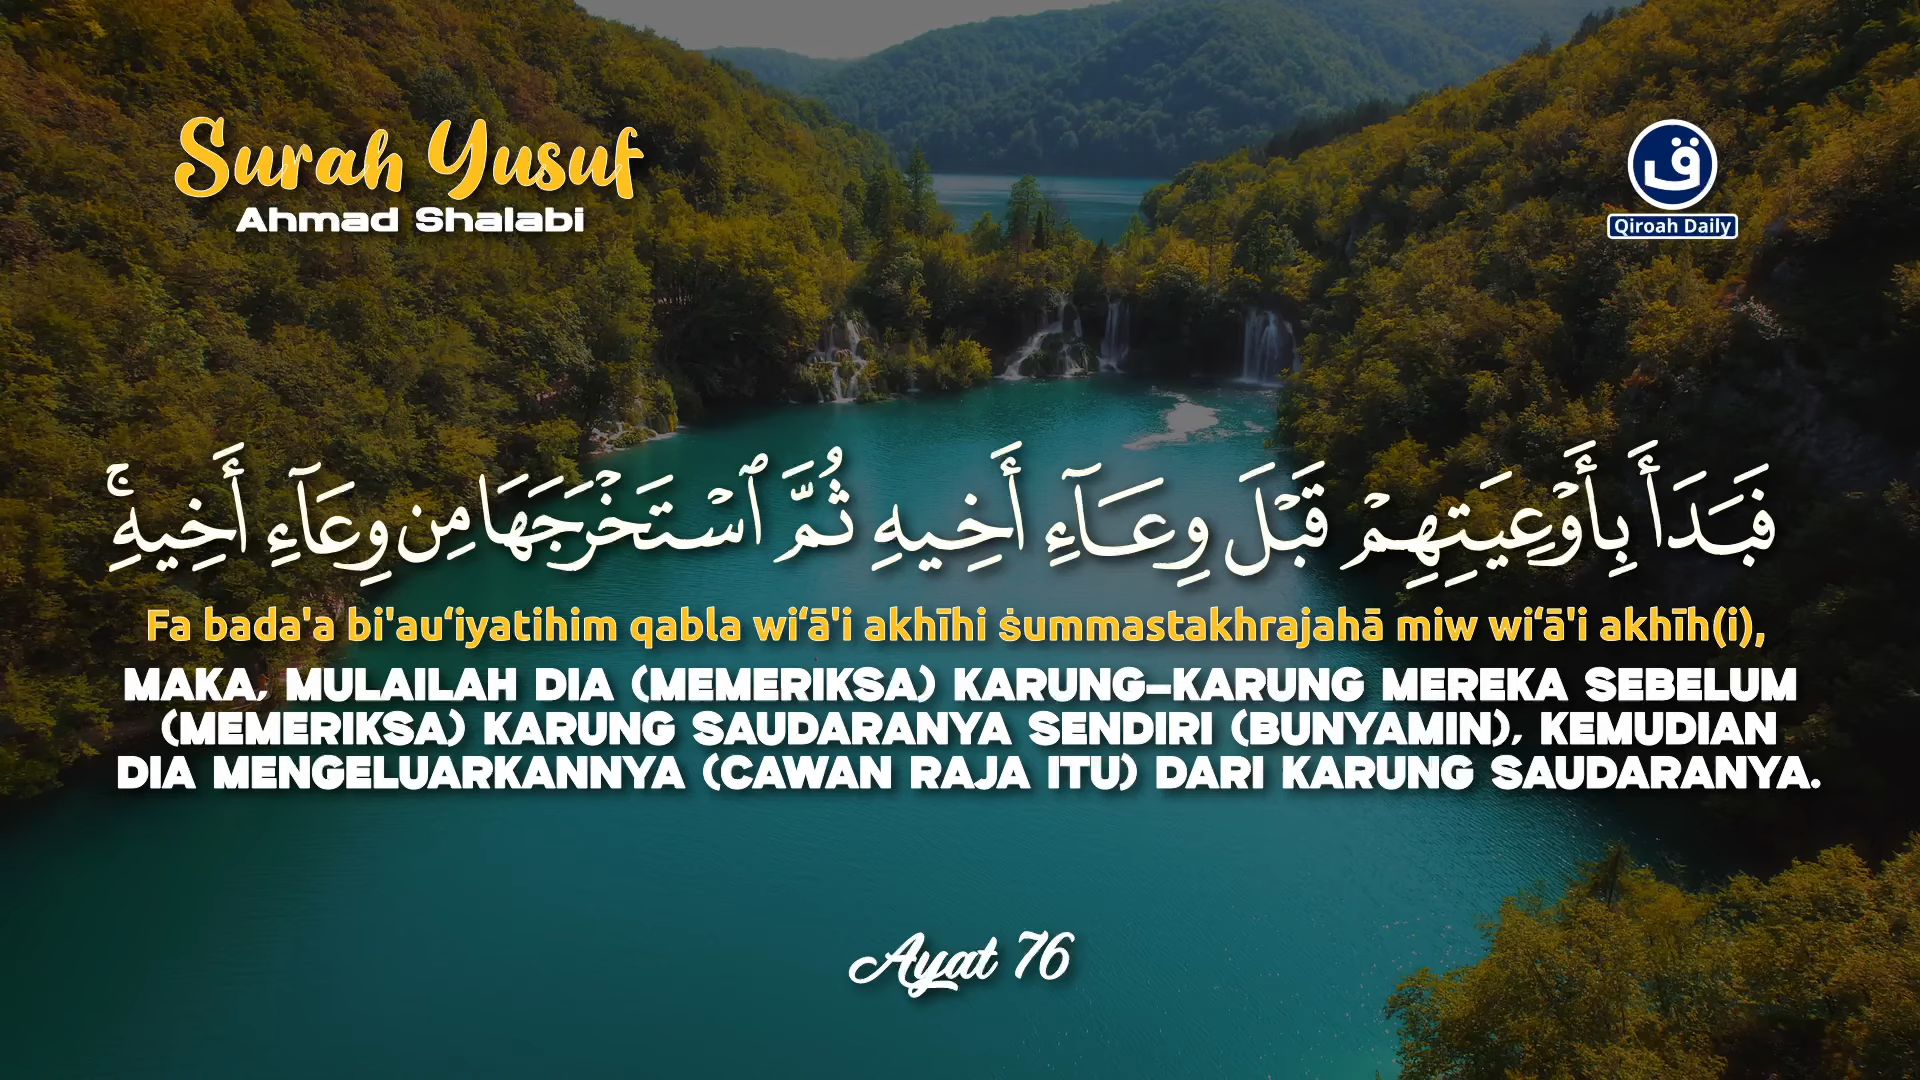 Surah Yusuf
Ahmad Shalabi
ق
Qiroah Daily
فَبَدَأَ بِأَوۡعِيَتِهِمۡ قَبۡلَ وِعَآءِ أَخِيهِ ثُمَّ ٱسۡتَخۡرَجَهَا مِن وِعَآءِ أَخِيهِۚ
Fa bada'a bi'au‘iyatihim qabla wi‘ā'i akhīhi ṡummastakhrajahā miw wi‘ā'i akhīh(i),
MAKA, MULAILAH DIA (MEMERIKSA) KARUNG-KARUNG MEREKA SEBELUM
(MEMERIKSA) KARUNG SAUDARANYA SENDIRI (BUNYAMIN), KEMUDIAN
DIA MENGELUARKANNYA (CAWAN RAJA ITU) DARI KARUNG SAUDARANYA.
Ayat 76